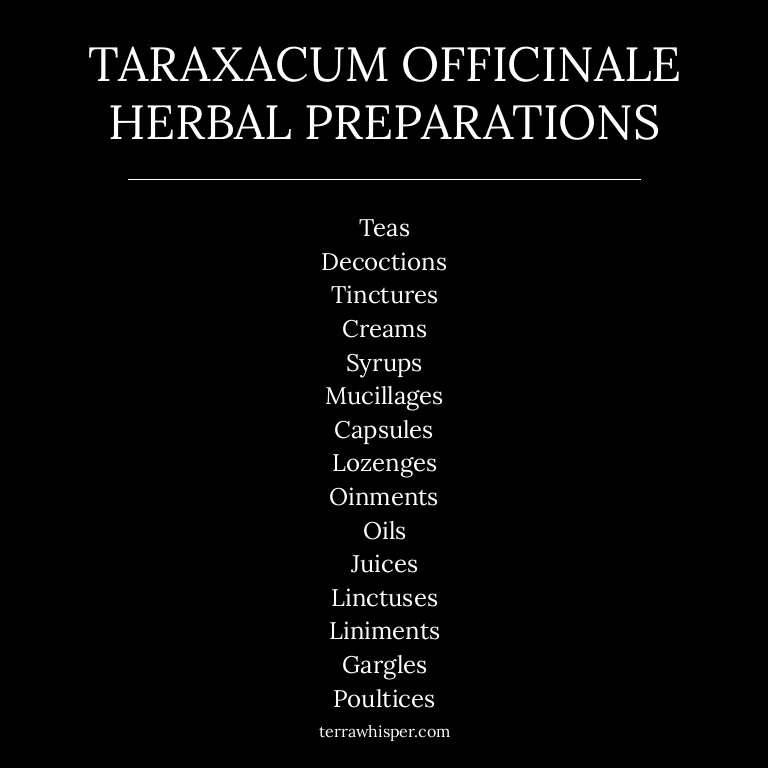 TARAXACUM OFFICINALE
HERBAL PREPARATIONS
Teas
Decoctions
Tinctures
Creams
Syrups
Mucillages
Capsules
Lozenges
Oinments
Oils
Juices
Linctuses
Liniments
Gargles
Poultices
terrawhisper.com